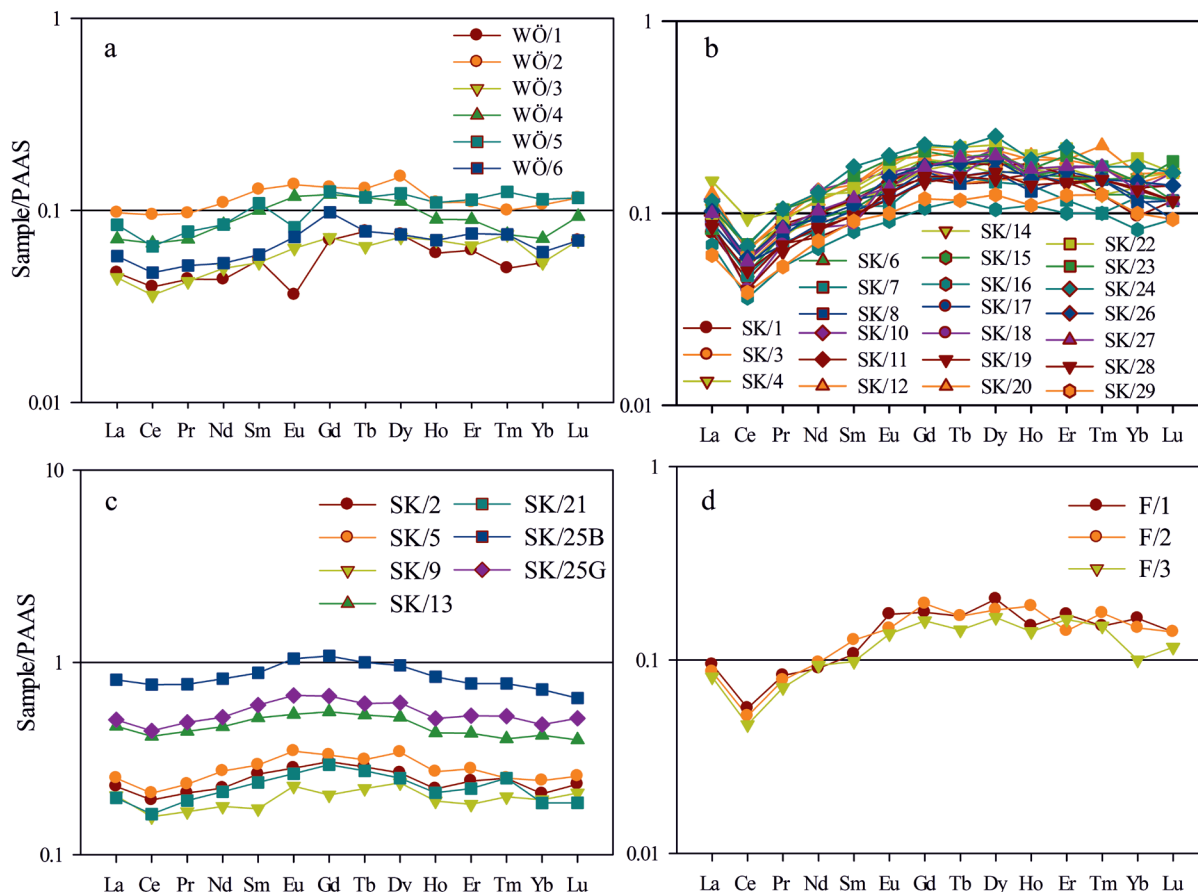 a
1
0.1
0.01
Sample/PAAS
WÖ/1
WÖ/2
WÖ/3
WÖ/4
WÖ/5
WÖ/6
La Ce Pr Nd Sm Eu Gd Tb Dy Ho Er Tm Yb Lu
b
1
0.1
0.01
SK/1
SK/3
SK/4
SK/6
SK/7
SK/8
SK/10
SK/11
SK/12
SK/14
SK/15
SK/16
SK/17
SK/18
SK/19
SK/20
SK/22
SK/23
SK/24
SK/26
SK/27
SK/28
SK/29
La Ce Pr Nd Sm Eu Gd Tb Dy Ho Er Tm Yb Lu
c
10
1
0.1
Sample/PAAS
SK/2
SK/5
SK/9
SK/13
SK/21
SK/25B
SK/25G
La Ce Pr Nd Sm Eu Gd Tb Dy Ho Er Tm Yb Lu
d
1
0.1
0.01
F/1
F/2
F/3
La Ce Pr Nd Sm Eu Gd Tb Dy Ho Er Tm Yb Lu